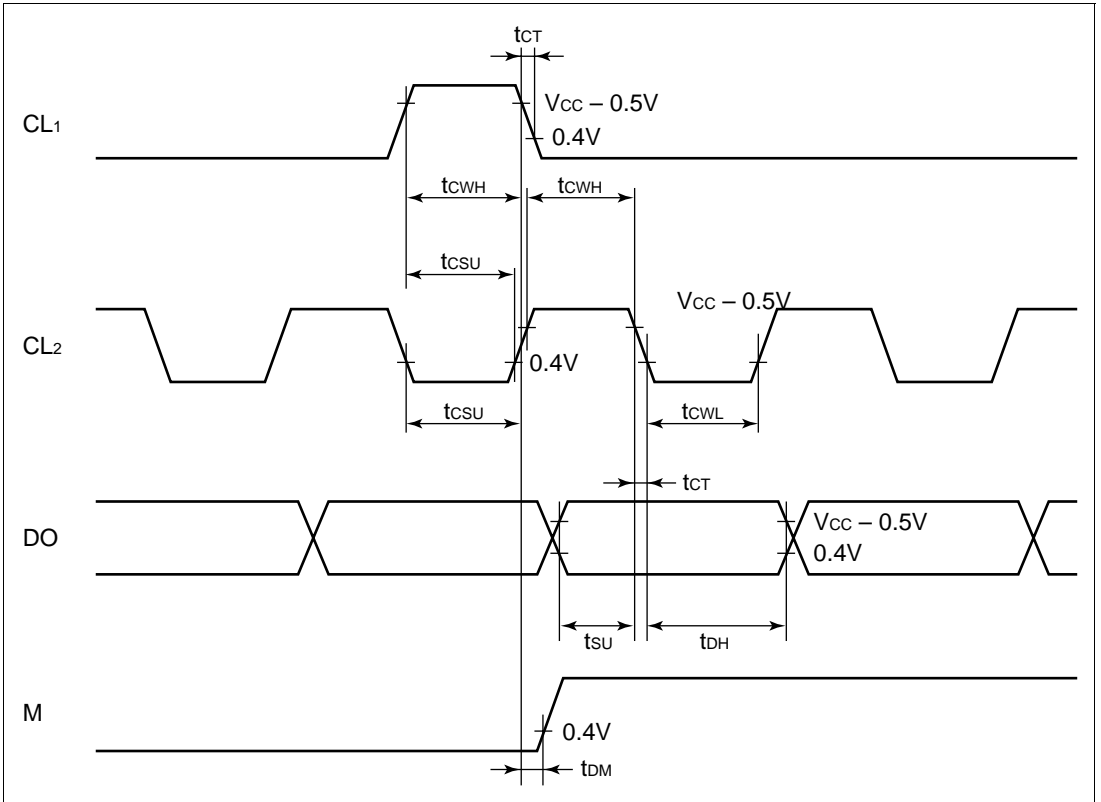 tCT
VCC – 0.5V
CL1
0.4V
tCWH
tCWH
tCSU
VCC – 0.5V
CL2
0.4V
tCSU
tCWL
tCT
VCC – 0.5V
DO
0.4V
tSU
tDH
M
0.4V
tDM